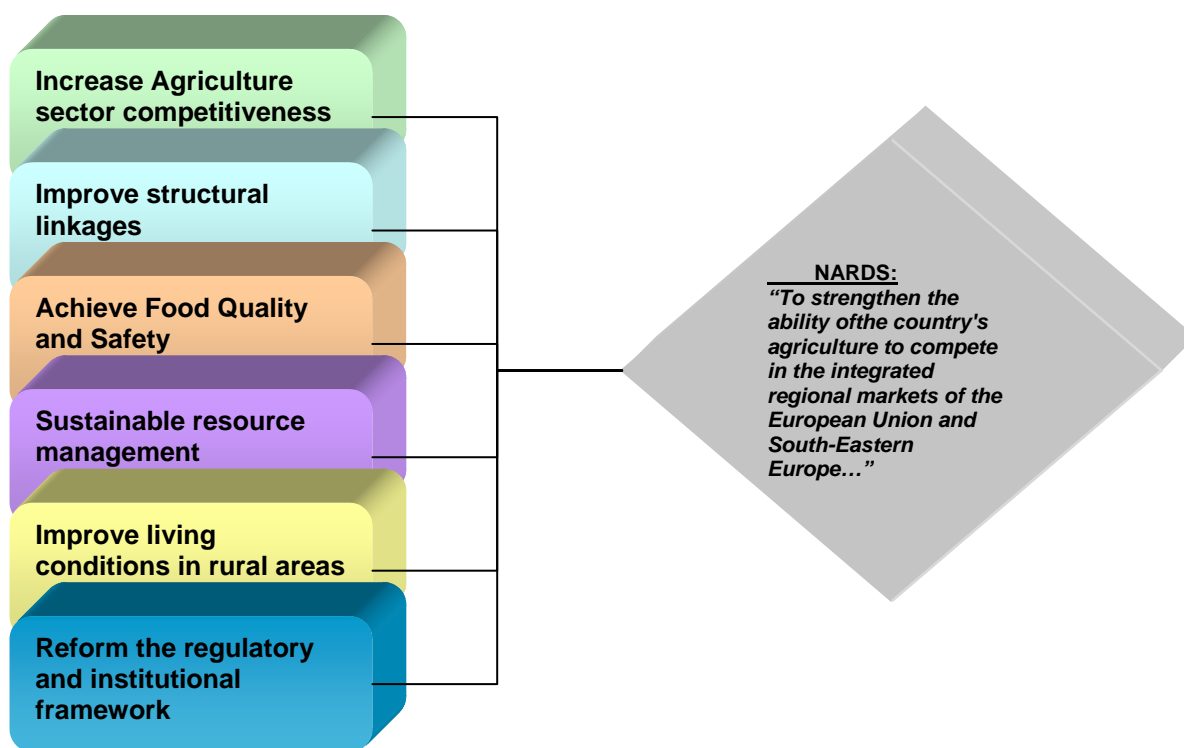 Increase Agriculture
sector competitiveness
Improve structural
linkages
Achieve Food Quality
and Safety
Sustainable resource
management
Improve living
conditions in rural areas
Reform the regulatory
and institutional
framework
NARDS:
“To strengthen the
ability ofthe country's
agriculture to compete
in the integrated
regional markets of the
European Union and
South-Eastern
Europe…”